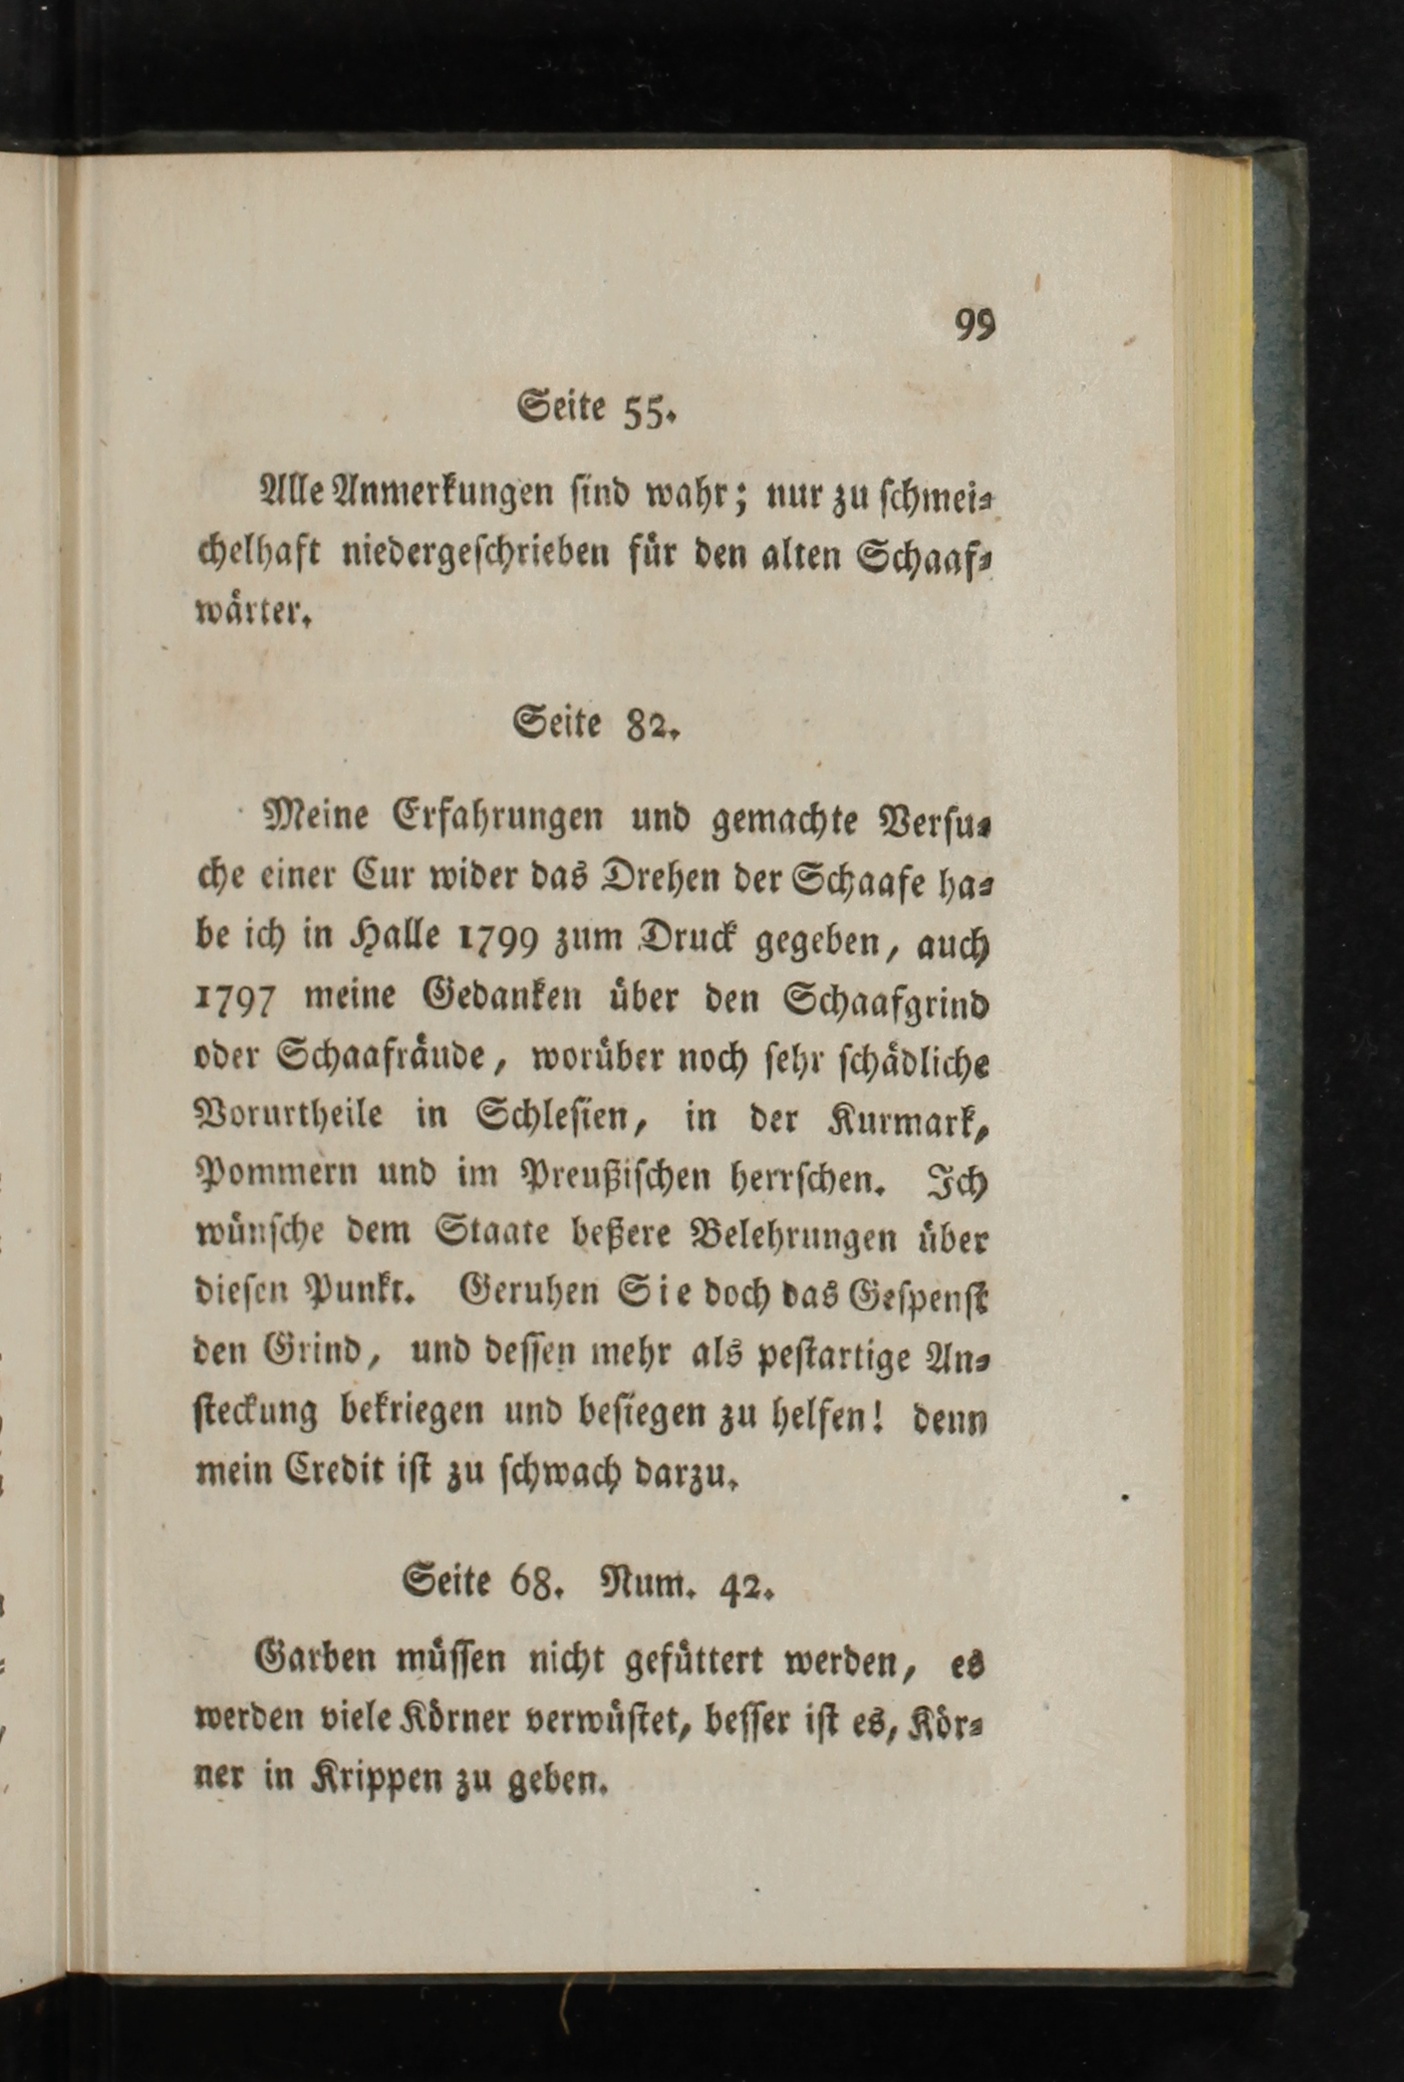 99
Seite 55.
Alle Anmerkungen sind wahr; nur zu schmei-
chelhaft niedergeschrieben für den alten Schaaf-
wärter.
Seite 82.
Meine Erfahrungen und gemachte Versu-
che einer Cur wider das Drehen der Schaafe ha-
be ich in Halle 1799 zum Druck gegeben, auch
1797 meine Gedanken über den Schaafgrind
oder Schaafräude, worüber noch sehr schädliche
Vorurtheile in Schlesien, in der Kurmark,
Pommern und im Preußischen herrschen. Ich
wünsche dem Staate beßere Belehrungen über
diesen Punkt. Geruhen Sie doch das Gespenst
den Grind, und dessen mehr als pestartige An-
steckung bekriegen und besiegen zu helfen! denn
mein Credit ist zu schwach darzu.
Seite 68. Num. 42.
Garben müssen nicht gefüttert werden, es
werden viele Körner verwüstet, besser ist es, Kör-
ner in Krippen zu geben.